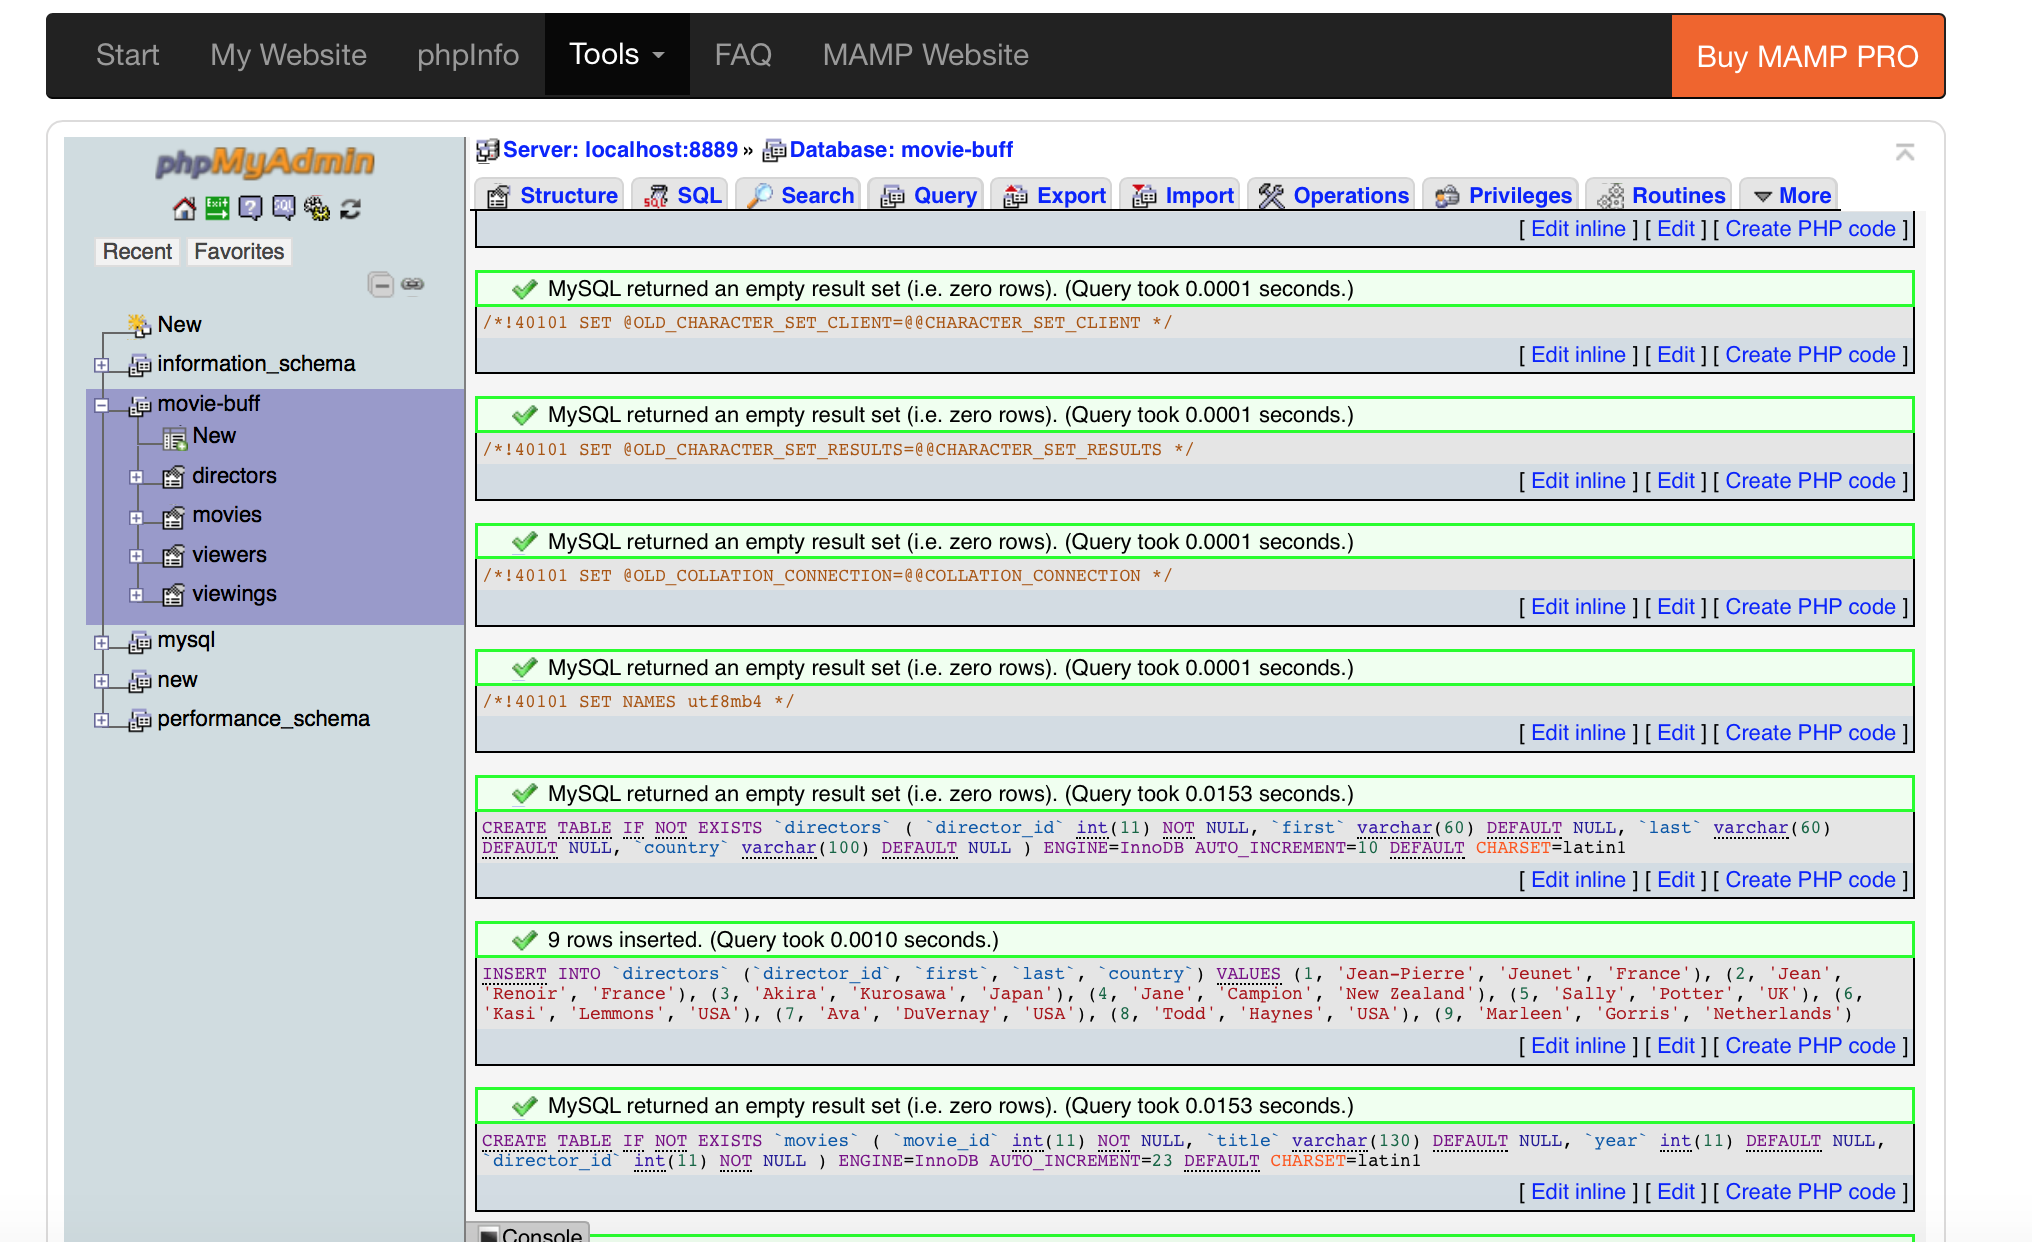 Start My Website phpInfo Tools FAQ MAMP Website Buy MAMP PRO
phpMyAdmin
Recent Favorites
New
information_schema
movie-buff
New
directors
movies
viewers
viewings
mysql
new
performance_schema
Server: localhost:8889 » Database: movie-buff
Structure SQL Search Query Export Import Operations Privileges Routines More
[ Edit inline ] [ Edit ] [ Create PHP code ]
MySQL returned an empty result set (i.e. zero rows). (Query took 0.0001 seconds.)
/*!40101 SET @OLD_CHARACTER_SET_CLIENT=@@CHARACTER_SET_CLIENT */
[ Edit inline ] [ Edit ] [ Create PHP code ]
MySQL returned an empty result set (i.e. zero rows). (Query took 0.0001 seconds.)
/*!40101 SET @OLD_CHARACTER_SET_RESULTS=@@CHARACTER_SET_RESULTS */
[ Edit inline ] [ Edit ] [ Create PHP code ]
MySQL returned an empty result set (i.e. zero rows). (Query took 0.0001 seconds.)
/*!40101 SET @OLD_COLLATION_CONNECTION=@@COLLATION_CONNECTION */
[ Edit inline ] [ Edit ] [ Create PHP code ]
MySQL returned an empty result set (i.e. zero rows). (Query took 0.0001 seconds.)
/*!40101 SET NAMES utf8mb4 */
[ Edit inline ] [ Edit ] [ Create PHP code ]
MySQL returned an empty result set (i.e. zero rows). (Query took 0.0153 seconds.)
CREATE TABLE IF NOT EXISTS `directors` ( `director_id` int(11) NOT NULL, `first` varchar(60) DEFAULT NULL, `last` varchar(60)
DEFAULT NULL, `country` varchar(100) DEFAULT NULL ) ENGINE=InnoDB AUTO_INCREMENT=10 DEFAULT CHARSET=latin1
[ Edit inline ] [ Edit ] [ Create PHP code ]
9 rows inserted. (Query took 0.0010 seconds.)
INSERT INTO `directors` (`director_id`, `first`, `last`, `country`) VALUES (1, 'Jean-Pierre', 'Jeunet', 'France'), (2, 'Jean',
'Renoir', 'France'), (3, 'Akira', 'Kurosawa', 'Japan'), (4, 'Jane', 'Campion', 'New Zealand'), (5, 'Sally', 'Potter', 'UK'), (6,
'Kasi', 'Lemmons', 'USA'), (7, 'Ava', 'DuVernay', 'USA'), (8, 'Todd', 'Haynes', 'USA'), (9, 'Marleen', 'Gorris', 'Netherlands')
[ Edit inline ] [ Edit ] [ Create PHP code ]
MySQL returned an empty result set (i.e. zero rows). (Query took 0.0153 seconds.)
CREATE TABLE IF NOT EXISTS `movies` ( `movie_id` int(11) NOT NULL, `title` varchar(130) DEFAULT NULL, `year` int(11) DEFAULT NULL,
`director_id` int(11) NOT NULL ) ENGINE=InnoDB AUTO_INCREMENT=23 DEFAULT CHARSET=latin1
[ Edit inline ] [ Edit ] [ Create PHP code ]
Console